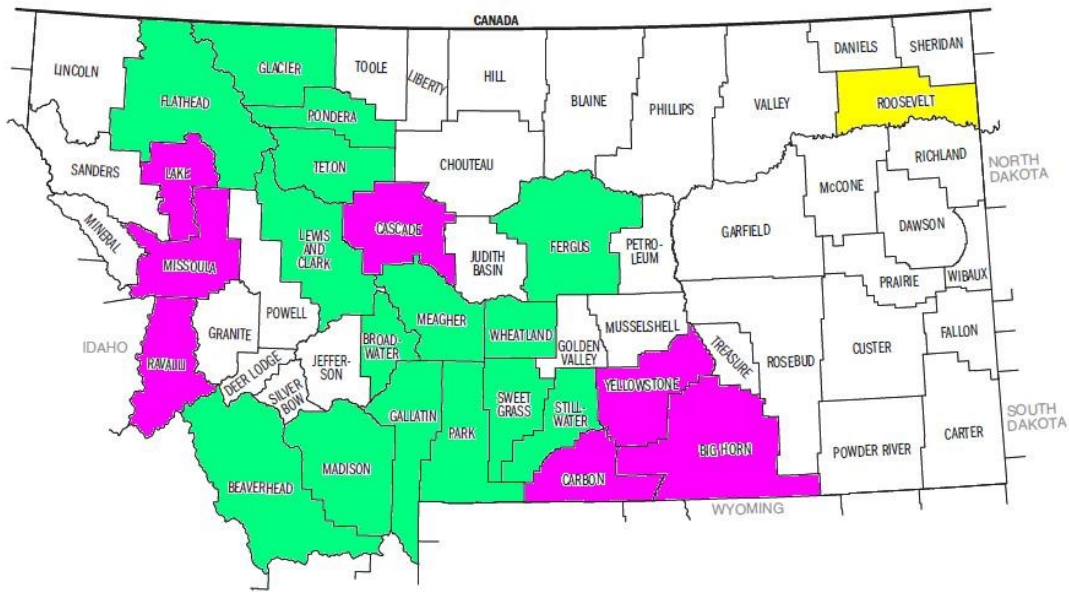 CANADA
DANIELS
SHERIDAN
LINCOLN
GLACIER
TOOLE
LIBERTY
HILL
BLAINE
PHILLIPS
VALLEY
FLATHEAD
ROOSEVELT
PONDERA
TETON
CHOUTEAU
RICHLAND
NORTH
DAKOTA
SANDERS
LAKE
McCONE
MINERAL
LEWIS
AND
CLARK
CASCADE
FERGUS
PETRO-
LEUM
GARFIELD
DAWSON
JUDITH
BASIN
MISSOULA
PRAIRIE
WIBAUX
POWELL
MEAGHER
GRANITE
BROAD-
WATER
WHEATLAND
MUSSELSHELL
GOLDEN
VALLEY
TREASURE
ROSEBUD
CUSTER
FALLON
IDAHO
RAVALLI
DEER LODGE
JEFFER-
SON
SILVER
BOW
YELLOWSTONE
SWEET
GRASS
STILL-
WATER
GALLATIN
PARK
SOUTH
DAKOTA
CARTER
POWDER RIVER
BIG HORN
MADISON
CARBON
BEAVERHEAD
WYOMING